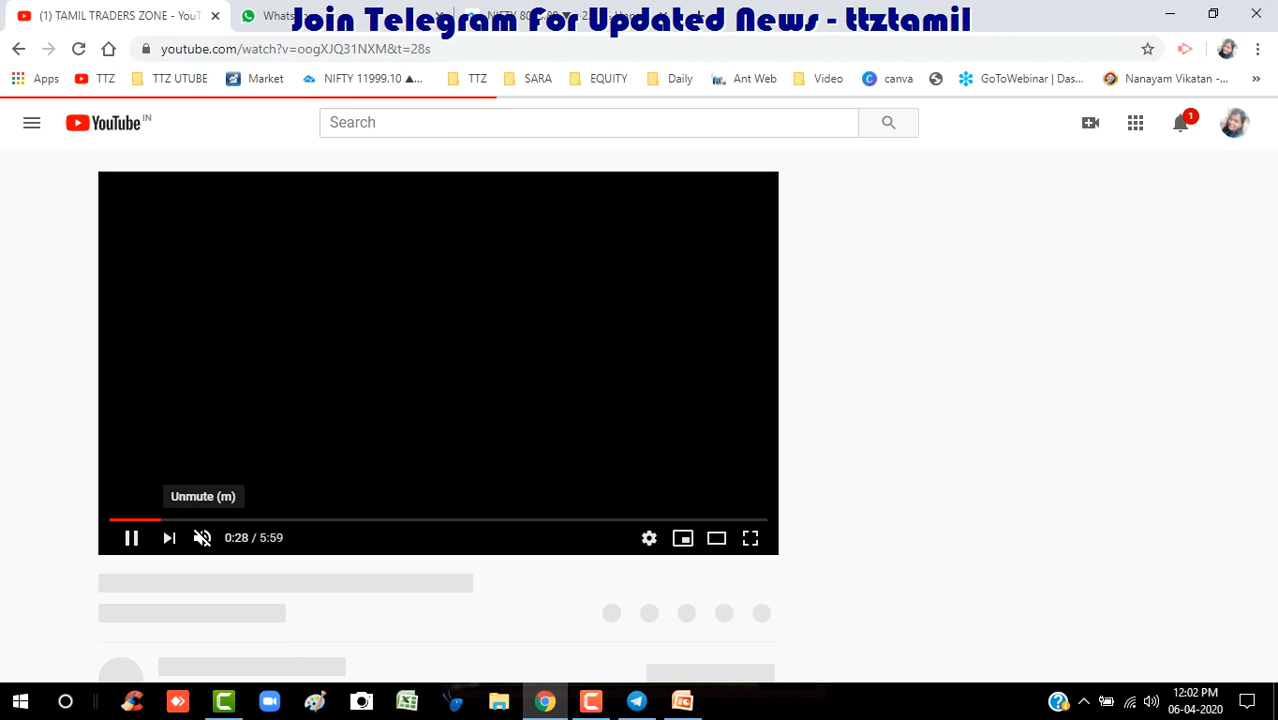 Join Telegram For Updated News - ttztamil
(1) TAMIL TRADERS ZONE - YouT
youtube.com/watch?v=oogXJQ31NXM&t=28s
Apps TTZ TTZ UTUBE Market NIFTY 11999.10 ▲... TTZ SARA EQUITY Daily Ant Web Video canva GoToWebinar | Das... Nanayam Vikatan -... »
YouTube IN
Search
1
Unmute (m)
0:28 / 5:59
12:02 PM
06-04-2020